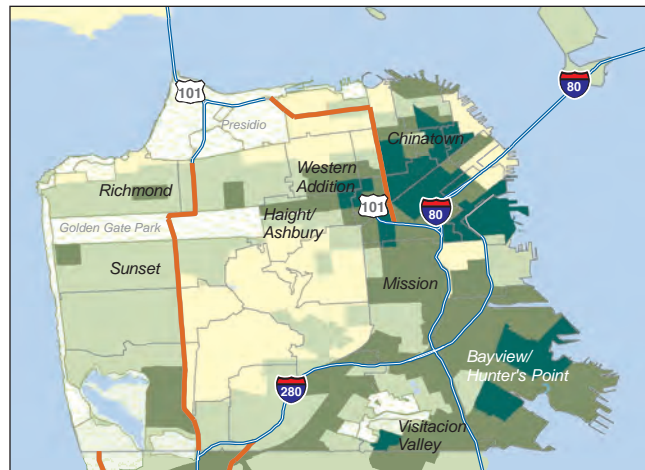 101
80
Presidio
Chinatown
Western
Addition
Richmond
101
80
Haight/
Ashbury
Golden Gate Park
Sunset
Mission
Bayview/
Hunter's Point
280
Visitacion
Valley